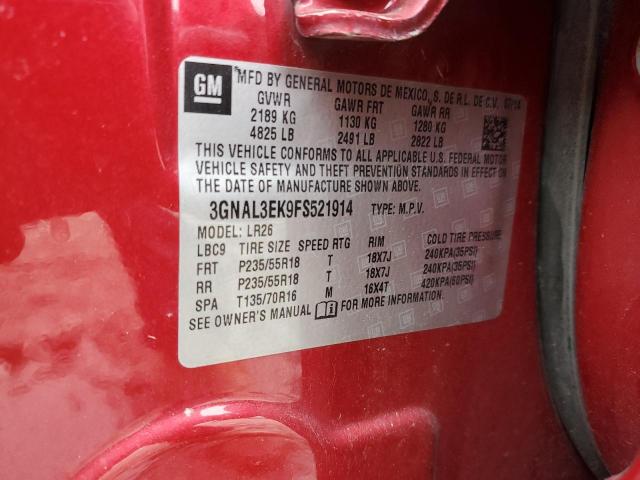 GM
MFD BY GENERAL MOTORS DE MEXICO, S. DE R.L. DE C.V. 07/14
GVWR GAWR FRT GAWR RR
2189 KG 1130 KG 1280 KG
4825 LB 2491 LB 2822 LB
THIS VEHICLE CONFORMS TO ALL APPLICABLE U.S. FEDERAL MOTOR
VEHICLE SAFETY AND THEFT PREVENTION STANDARDS IN EFFECT
ON THE DATE OF MANUFACTURE SHOWN ABOVE.
3GNAL3EK9FS521914 TYPE: M.P.V.
MODEL: LR26
LBC9 TIRE SIZE SPEED RTG RIM COLD TIRE PRESSURE
FRT P235/55R18 T 18X7J 240KPA(35PSI)
RR P235/55R18 T 18X7J 240KPA(35PSI)
SPA T135/70R16 M 16X4T 420KPA(60PSI)
SEE OWNER'S MANUAL FOR MORE INFORMATION.